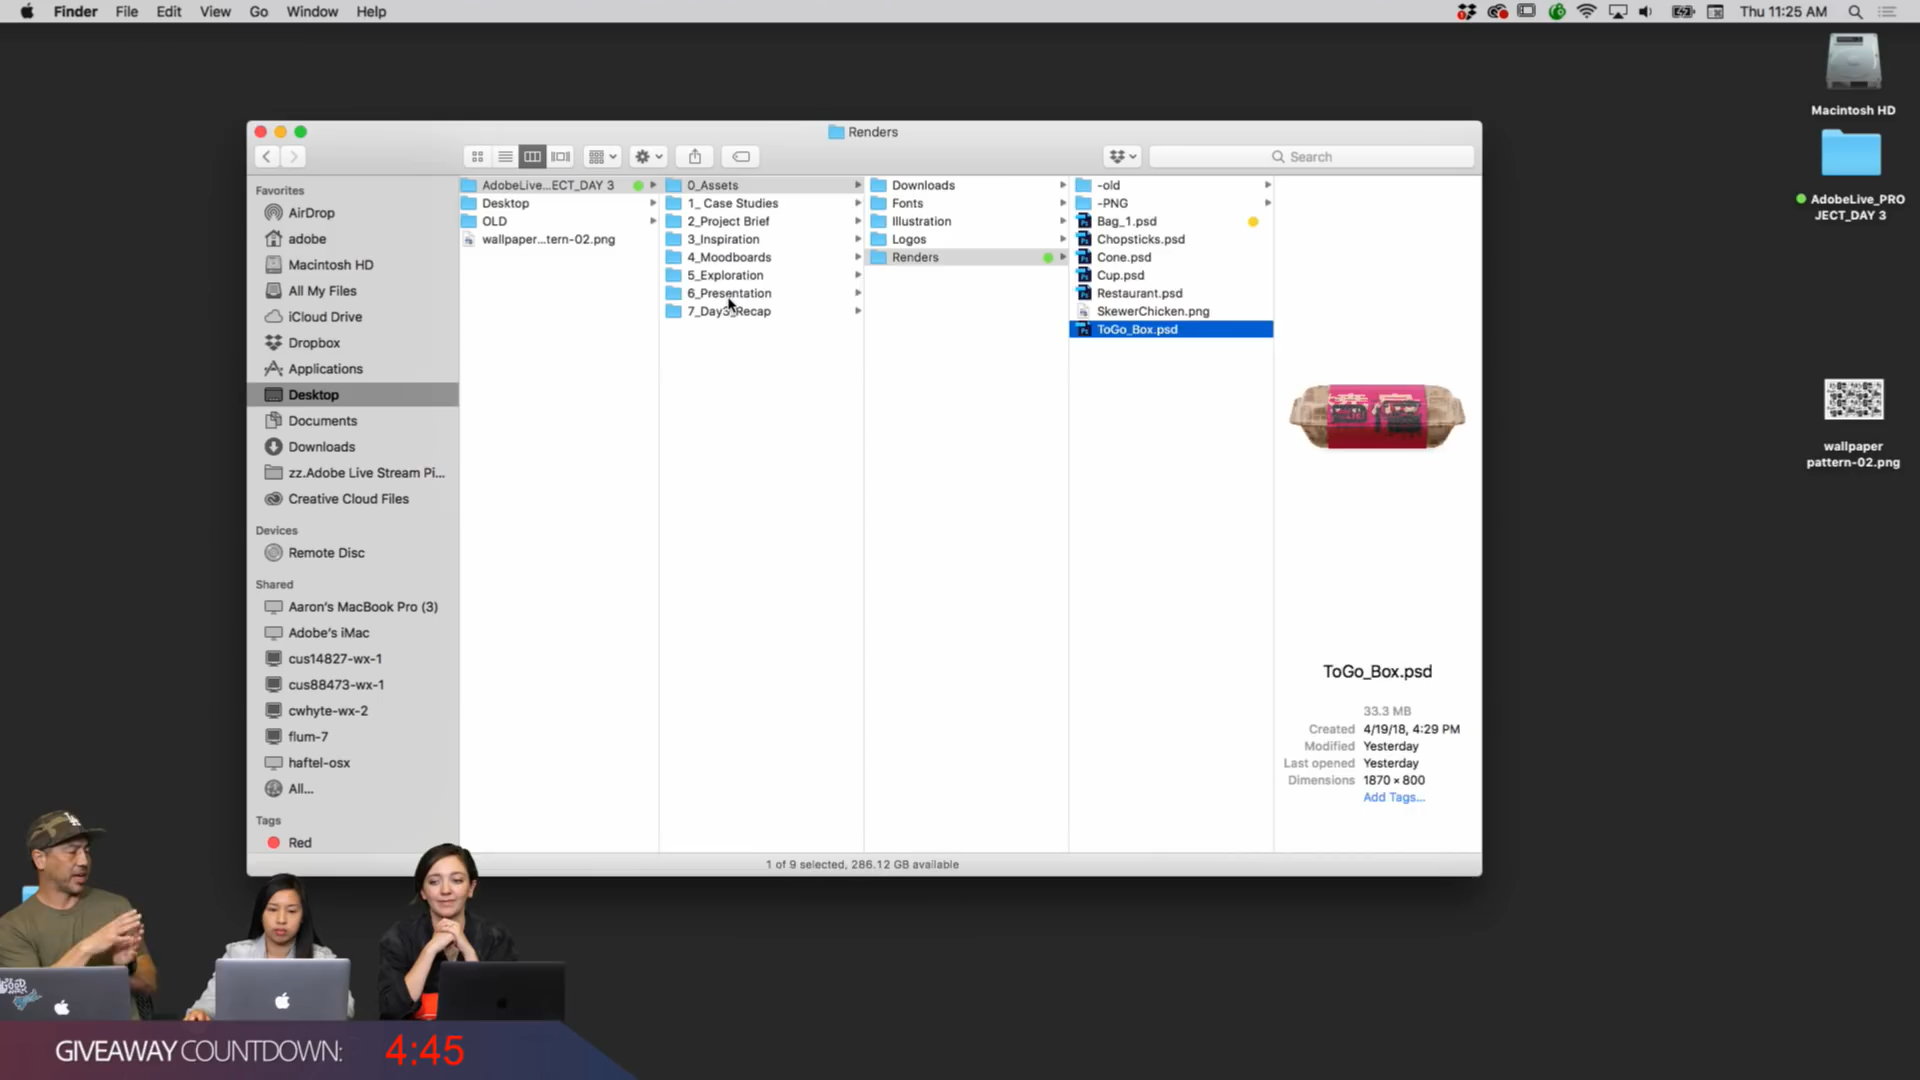 Finder File Edit View Go Window Help
Thu 11:25 AM
Macintosh HD
AdobeLive_PRO
JECT_DAY 3
wallpaper
pattern-02.png
Renders
Search
Favorites
AirDrop
adobe
Macintosh HD
All My Files
iCloud Drive
Dropbox
Applications
Desktop
Documents
Downloads
zz.Adobe Live Stream Pi...
Creative Cloud Files
Devices
Remote Disc
Shared
Aaron's MacBook Pro (3)
Adobe's iMac
cus14827-wx-1
cus88473-wx-1
cwhyte-wx-2
flum-7
haftel-osx
All...
Tags
Red
AdobeLive...ECT_DAY 3
Desktop
OLD
wallpaper...tern-02.png
0_Assets
1_ Case Studies
2_Project Brief
3_Inspiration
4_Moodboards
5_Exploration
6_Presentation
7_Day3_Recap
Downloads
Fonts
Illustration
Logos
Renders
-old
-PNG
Bag_1.psd
Chopsticks.psd
Cone.psd
Cup.psd
Restaurant.psd
SkewerChicken.png
ToGo_Box.psd
ToGo_Box.psd
33.3 MB
Created 4/19/18, 4:29 PM
Modified Yesterday
Last opened Yesterday
Dimensions 1870 × 800
Add Tags...
1 of 9 selected, 286.12 GB available
GIVEAWAY COUNTDOWN: 4:45